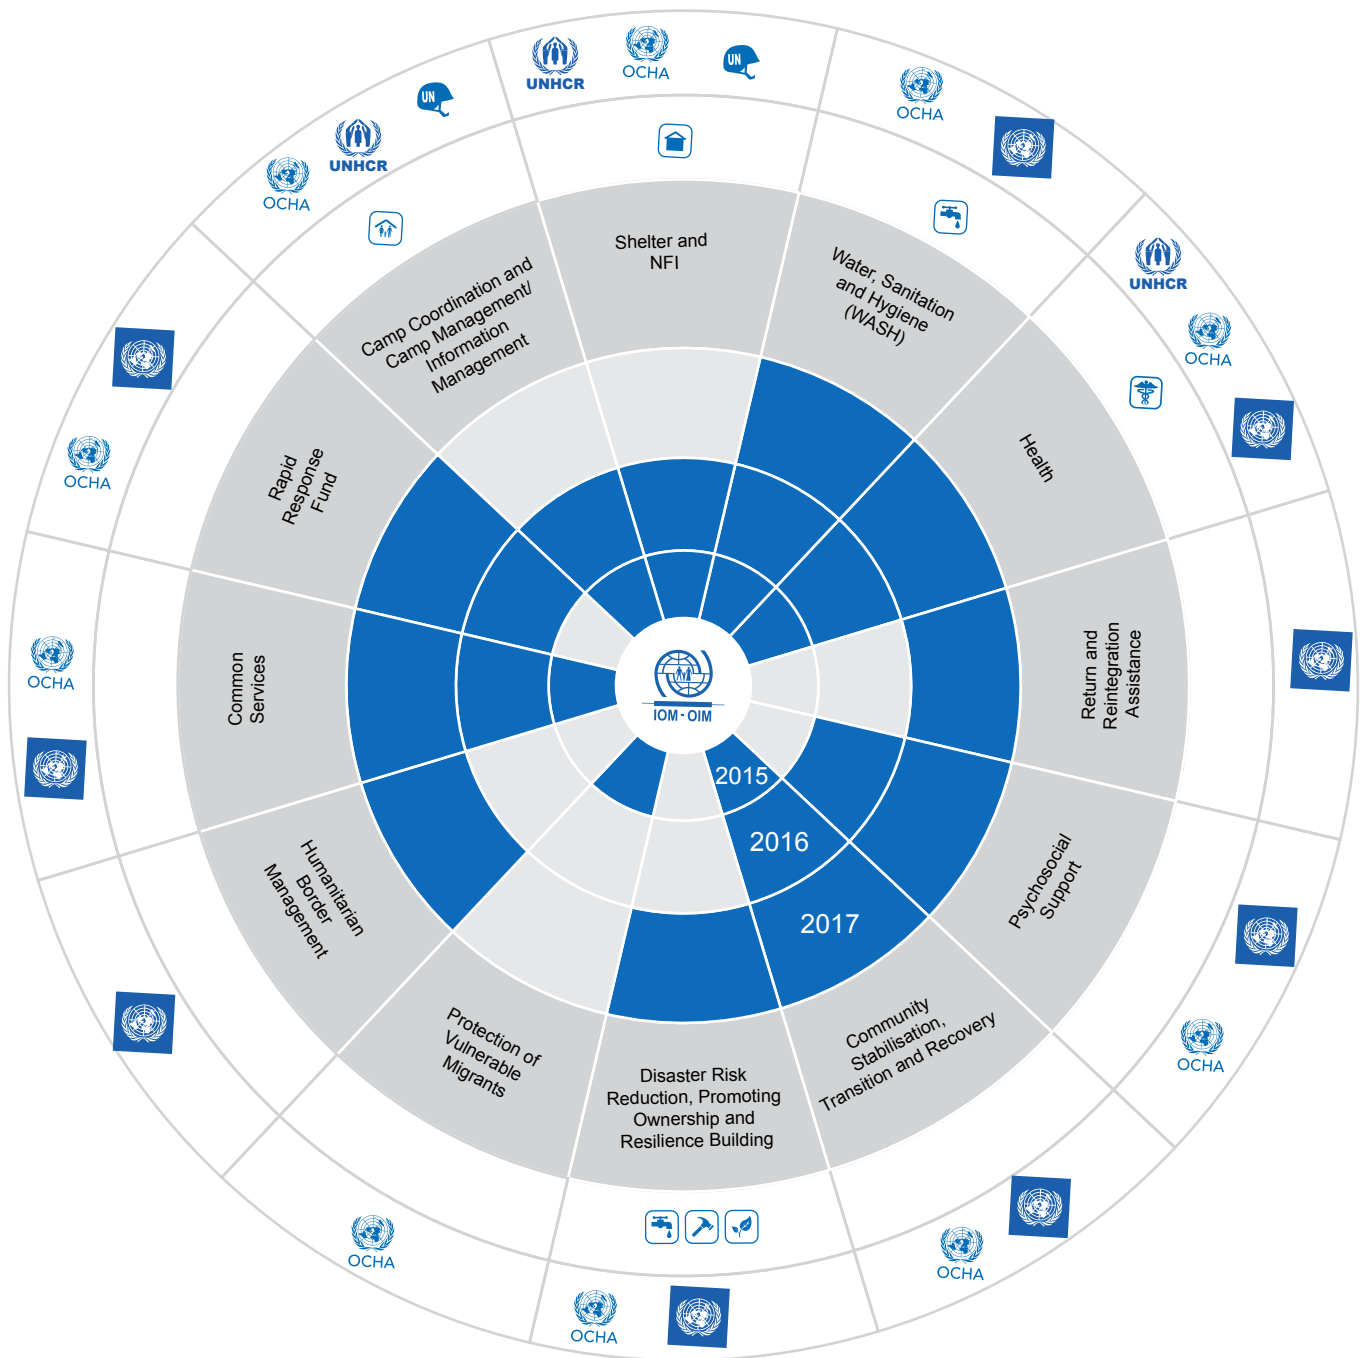 UNHCR
OCHA
UN
OCHA
UNHCR
OCHA
OCHA
UNHCR
UN
OCHA
OCHA
OCHA
OCHA
OCHA
OCHA
OCHA
Shelter and
NFI
Water, Sanitation
and Hygiene
(WASH)
Health
Return and
Reintegration
Assistance
Psychosocial
Support
Community
Stabilisation,
Transition and Recovery
Disaster Risk
Reduction, Promoting
Ownership and
Resilience Building
Protection of
Vulnerable
Migrants
Humanitarian
Border
Management
Common
Services
Rapid
Response
Fund
Camp Coordination and
Camp Management/
Information
Management
IOM - OIM
2015
2016
2017